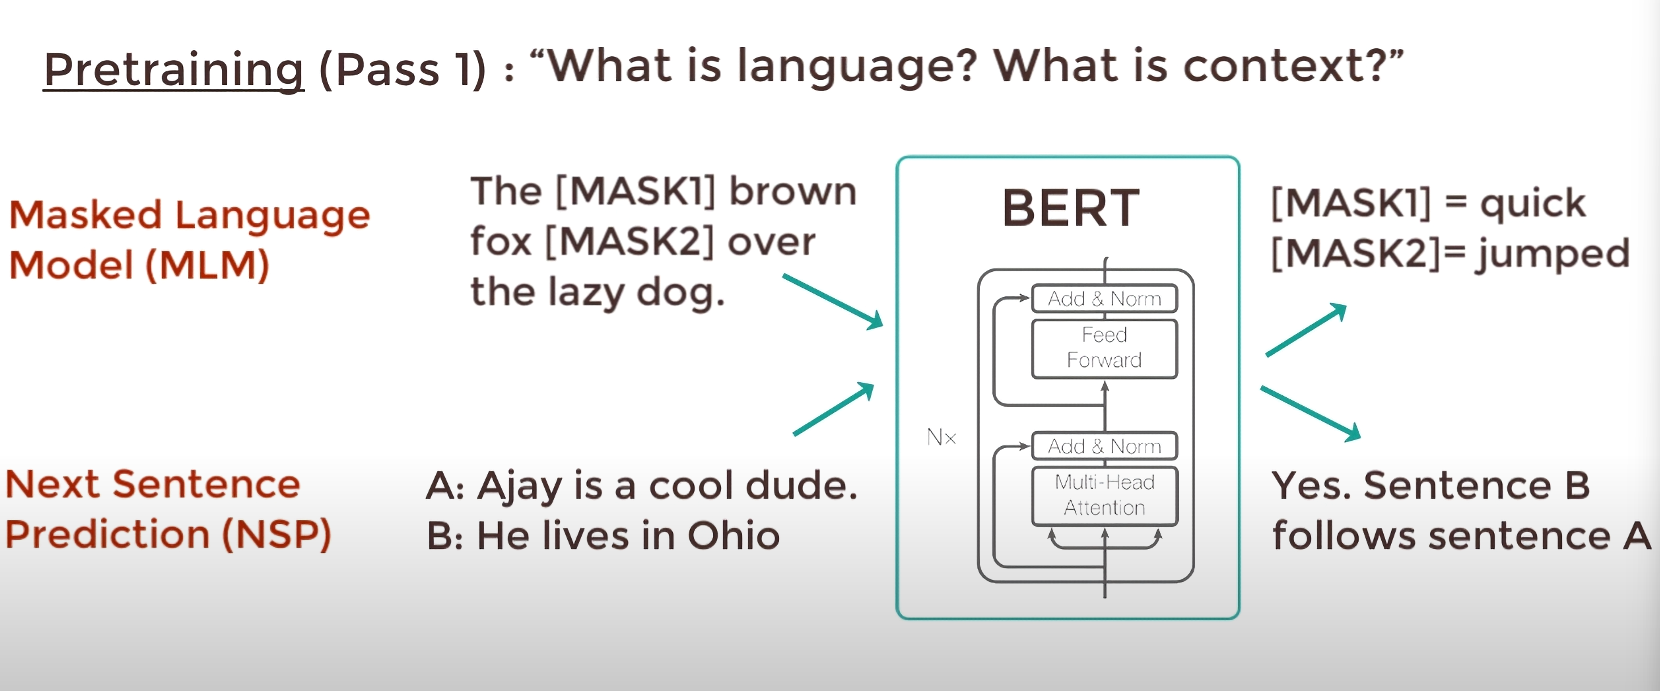 Pretraining (Pass 1) : “What is language? What is context?”
Masked Language
Model (MLM)
The [MASK1] brown
fox [MASK2] over
the lazy dog.
BERT
Add & Norm
Feed
Forward
Nx
Add & Norm
Multi-Head
Attention
[MASK1] = quick
[MASK2]= jumped
Next Sentence
Prediction (NSP)
A: Ajay is a cool dude.
B: He lives in Ohio
Yes. Sentence B
follows sentence A